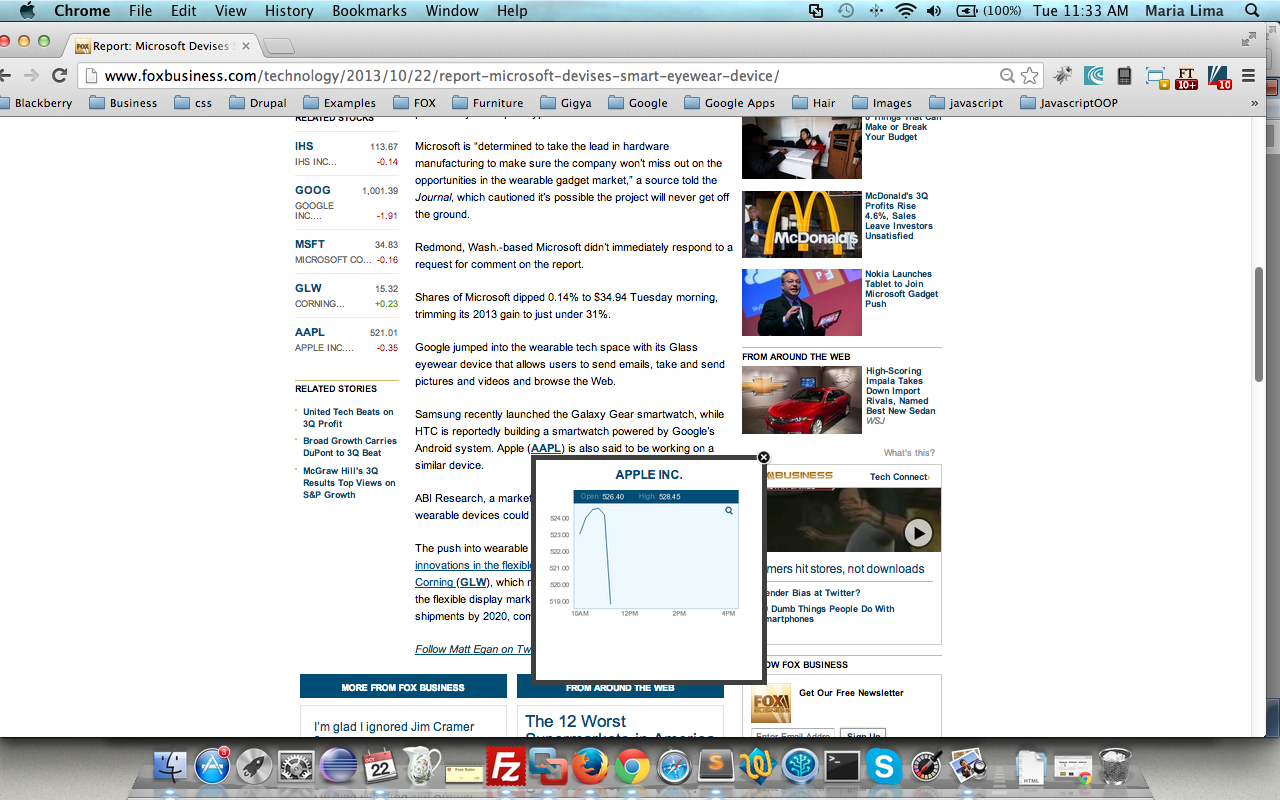 Chrome File Edit View History Bookmarks Window Help (100%) Tue 11:33 AM Maria Lima
Report: Microsoft Devises
www.foxbusiness.com/technology/2013/10/22/report-microsoft-devises-smart-eyewear-device/
FT
10+
10
Blackberry Business css Drupal Examples FOX Furniture Gigya Google Google Apps Hair Images javascript JavascriptOOP »
RELATED STOCKS
IHS 113.67
IHS INC... -0.14
GOOG 1,001.39
GOOGLE
INC.... -1.91
MSFT 34.83
MICROSOFT CO... -0.16
GLW 15.32
CORNING... +0.23
AAPL 521.01
APPLE INC.... -0.35
RELATED STORIES
United Tech Beats on
3Q Profit
Broad Growth Carries
DuPont to 3Q Beat
McGraw Hill's 3Q
Results Top Views on
S&P Growth
Microsoft is “determined to take the lead in hardware
manufacturing to make sure the company won’t miss out on the
opportunities in the wearable gadget market,” a source told the
Journal, which cautioned it’s possible the project will never get off
the ground.
Redmond, Wash.-based Microsoft didn’t immediately respond to a
request for comment on the report.
Shares of Microsoft dipped 0.14% to $34.94 Tuesday morning,
trimming its 2013 gain to just under 31%.
Google jumped into the wearable tech space with its Glass
eyewear device that allows users to send emails, take and send
pictures and videos and browse the Web.
Samsung recently launched the Galaxy Gear smartwatch, while
HTC is reportedly building a smartwatch powered by Google’s
Android system. Apple (AAPL) is also said to be working on a
similar device.
ABI Research, a market
wearable devices could
The push into wearable
innovations in the flexible
Corning (GLW), which
the flexible display mark
shipments by 2020, com
Follow Matt Egan on Tw
APPLE INC.
Open: 526.40 High: 528.45
524.00
523.00
522.00
521.00
520.00
519.00
10AM 12PM 2PM 4PM
8 Things That Can
Make or Break
Your Budget
McDonald's
McDonald's 3Q
Profits Rise
4.6%, Sales
Leave Investors
Unsatisfied
Nokia Launches
Tablet to Join
Microsoft Gadget
Push
FROM AROUND THE WEB
High-Scoring
Impala Takes
Down Import
Rivals, Named
Best New Sedan
WSJ
What's this?
BUSINESS Tech Connect
mers hit stores, not downloads
ender Bias at Twitter?
Dumb Things People Do With
martphones
OW FOX BUSINESS
FOX
BUSINESS
Get Our Free Newsletter
Enter Email Addre Sign Up
MORE FROM FOX BUSINESS
I'm glad I ignored Jim Cramer
FROM AROUND THE WEB
The 12 Worst
Supermarkets in America
3
OCT
22
Fz
S
HTML